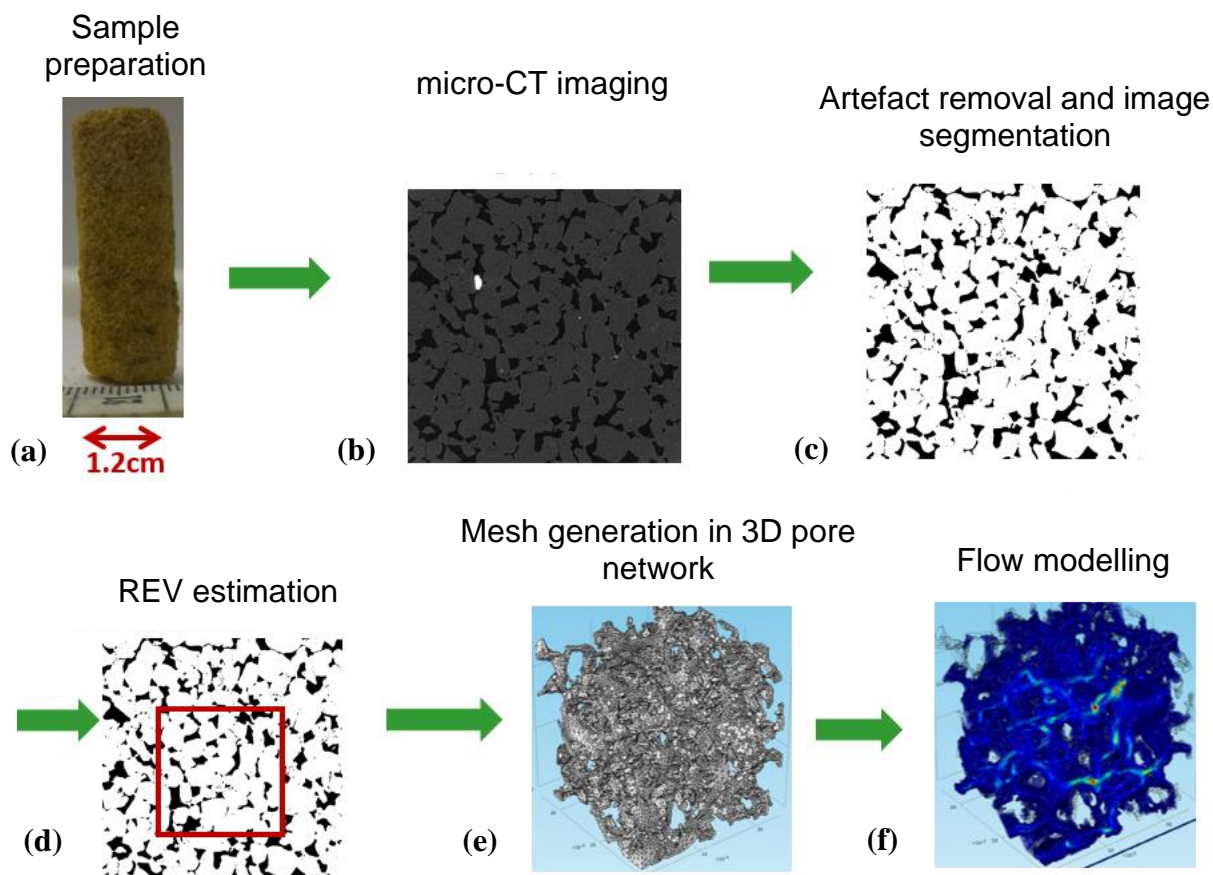 Sample
preparation
micro-CT imaging
Artefact removal and image
segmentation
(a)
1.2cm
(b)
(c)
REV estimation
Mesh generation in 3D pore
network
Flow modelling
(d)
(e)
(f)